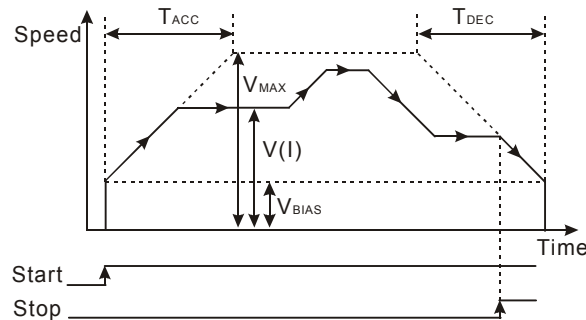 TACC
TDEC
Speed
VMAX
V(I)
VBIAS
Time
Start
Stop